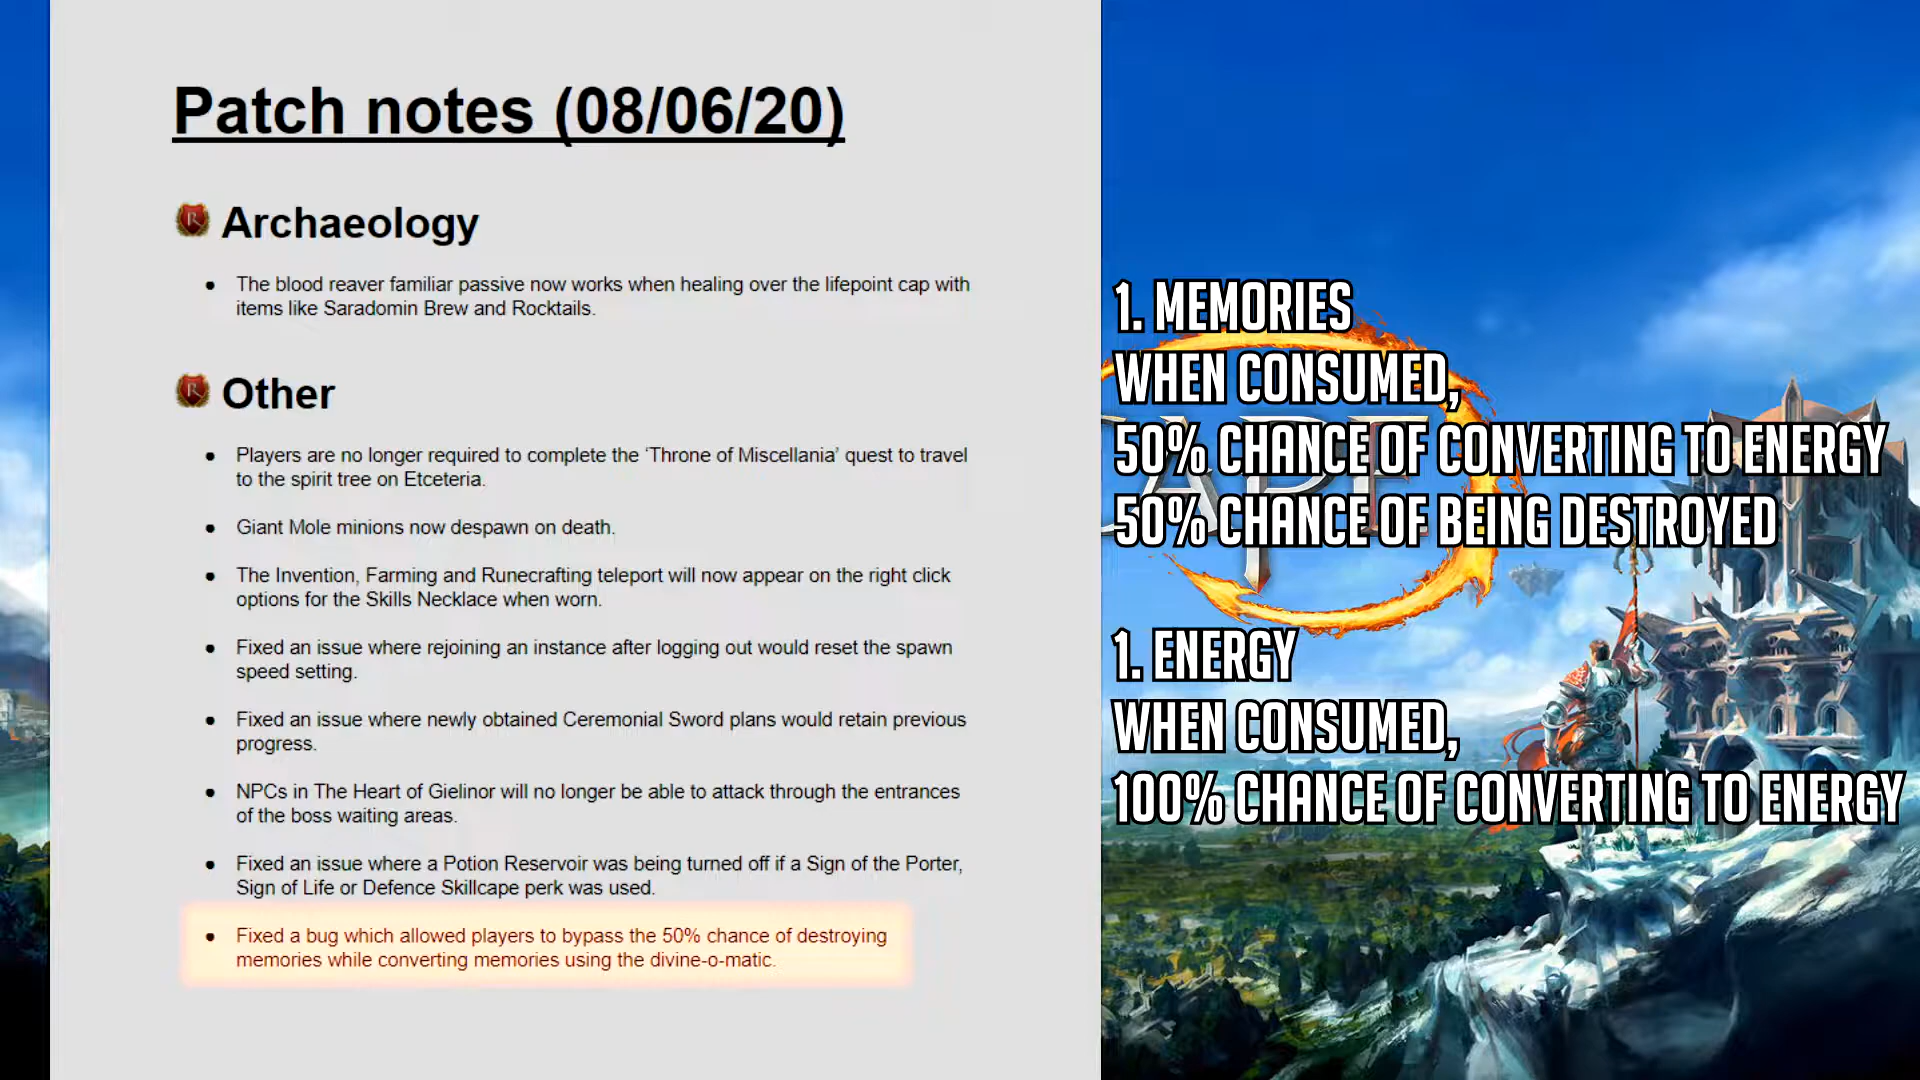 Patch notes (08/06/20)
Archaeology
● The blood reaver familiar passive now works when healing over the lifepoint cap with
items like Saradomin Brew and Rocktails.
Other
● Players are no longer required to complete the ‘Throne of Miscellania’ quest to travel
to the spirit tree on Etceteria.
● Giant Mole minions now despawn on death.
● The Invention, Farming and Runecrafting teleport will now appear on the right click
options for the Skills Necklace when worn.
● Fixed an issue where rejoining an instance after logging out would reset the spawn
speed setting.
● Fixed an issue where newly obtained Ceremonial Sword plans would retain previous
progress.
● NPCs in The Heart of Gielinor will no longer be able to attack through the entrances
of the boss waiting areas.
● Fixed an issue where a Potion Reservoir was being turned off if a Sign of the Porter,
Sign of Life or Defence Skillcape perk was used.
● Fixed a bug which allowed players to bypass the 50% chance of destroying
memories while converting memories using the divine-o-matic.
1. MEMORIES
WHEN CONSUMED,
50% CHANCE OF CONVERTING TO ENERGY
50% CHANCE OF BEING DESTROYED
1. ENERGY
WHEN CONSUMED,
100% CHANCE OF CONVERTING TO ENERGY